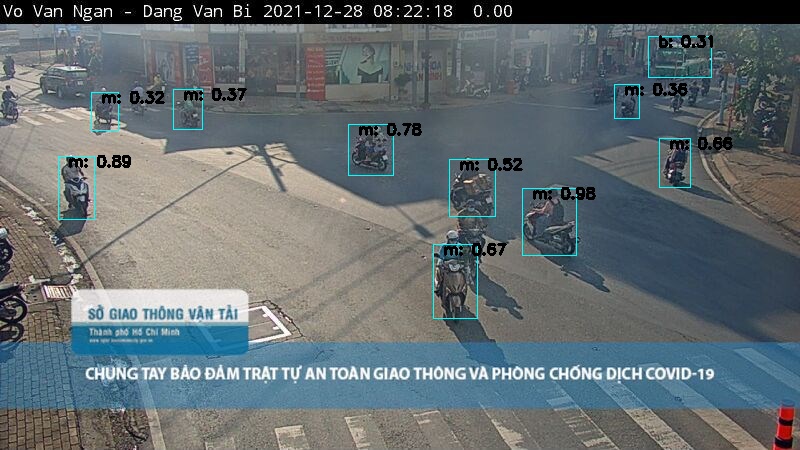 Vo Van Ngan - Dang Van Bi 2021-12-28 08:22:18 0.00
b: 0.31
m: 0.32
m: 0.37
m: 0.36
m: 0.78
m: 0.66
m: 0.89
m: 0.52
m: 0.98
m: 0.67
SỞ GIAO THÔNG VẬN TẢI
Thành phố Hồ Chí Minh
CHUNG TAY BẢO ĐẢM TRẬT TỰ AN TOÀN GIAO THÔNG VÀ PHÒNG CHỐNG DỊCH COVID-19